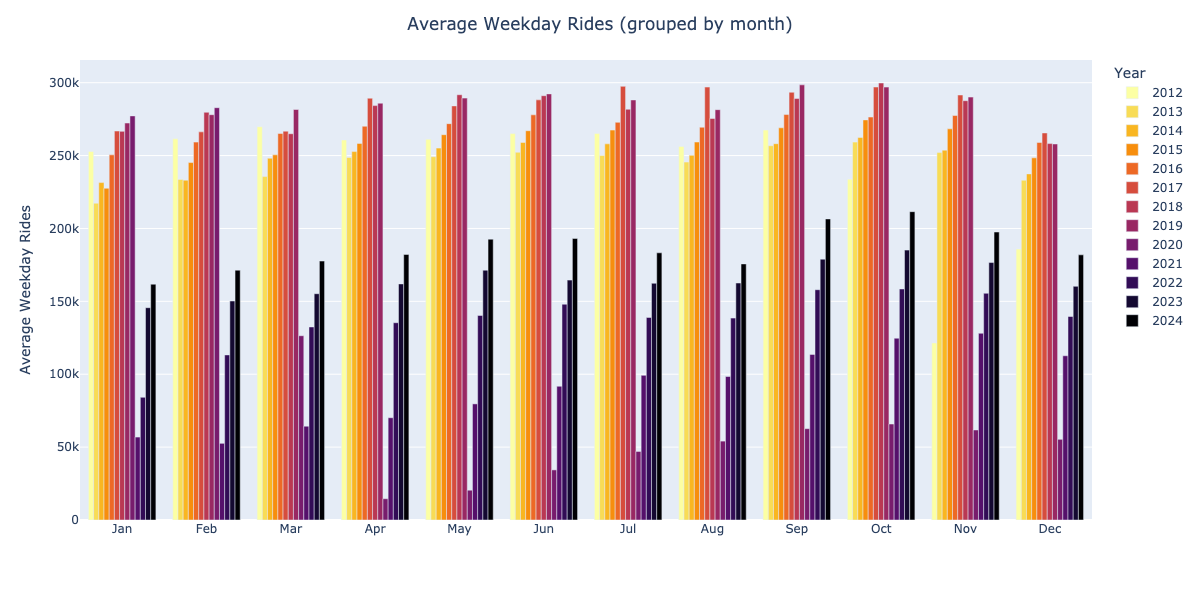 Average Weekday Rides (grouped by month)
Average Weekday Rides
300k
250k
200k
150k
100k
50k
0
Jan Feb Mar Apr May Jun Jul Aug Sep Oct Nov Dec
Year
2012
2013
2014
2015
2016
2017
2018
2019
2020
2021
2022
2023
2024